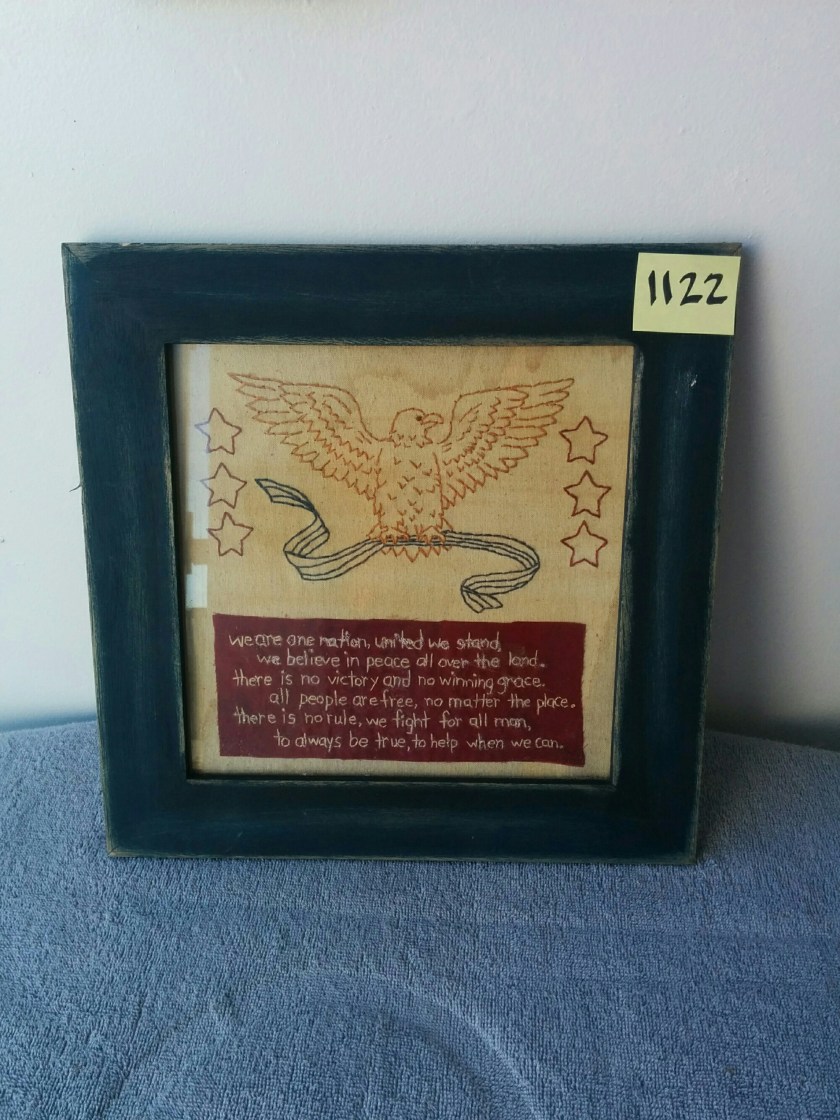 1122
we are one nation, united we stand,
we believe in peace all over the land.
there is no victory and no winning grace.
all people are free, no matter the place.
there is no rule, we fight for all man,
to always be true, to help when we can.